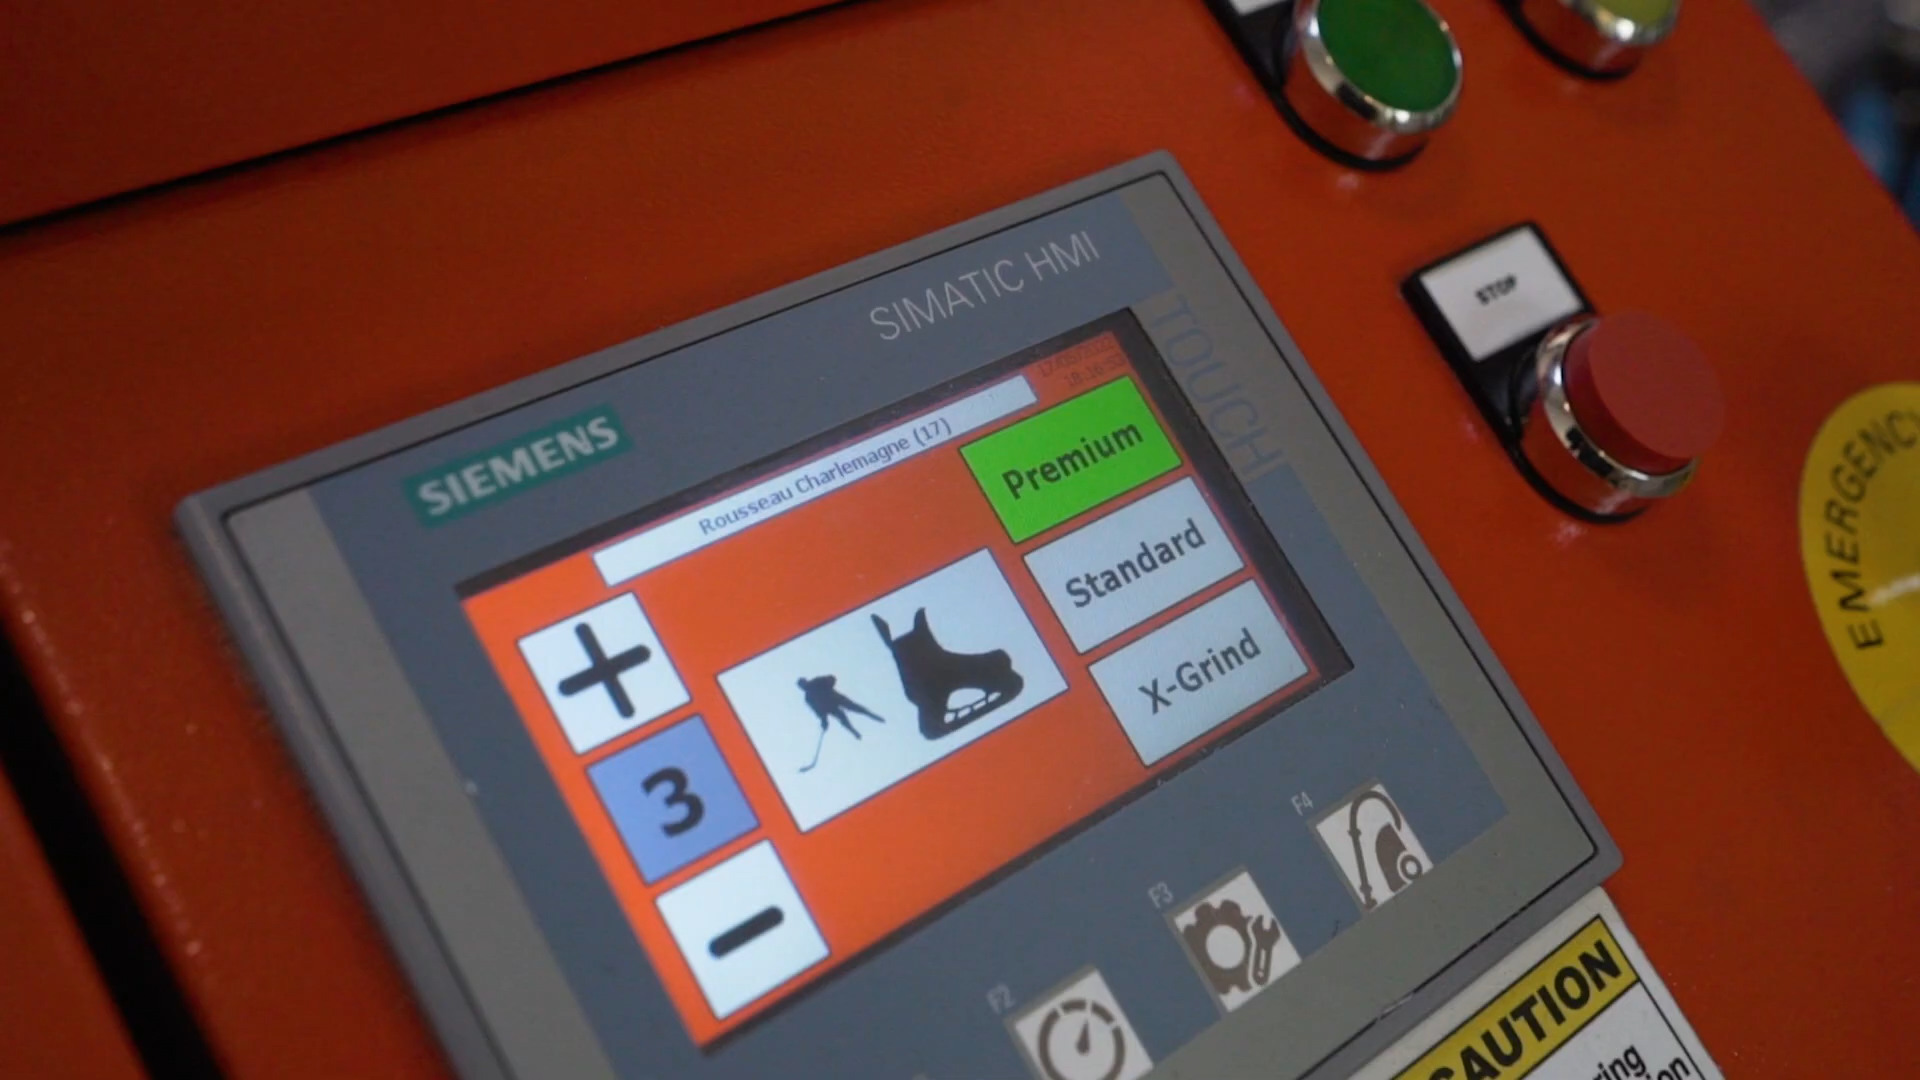 STOP
EMERGENCY
SIMATIC HMI
TOUCH
SIEMENS
Rousseau Charlemagne (17)
Premium
Standard
X-Grind
3
F2
F3
F4
CAUTION